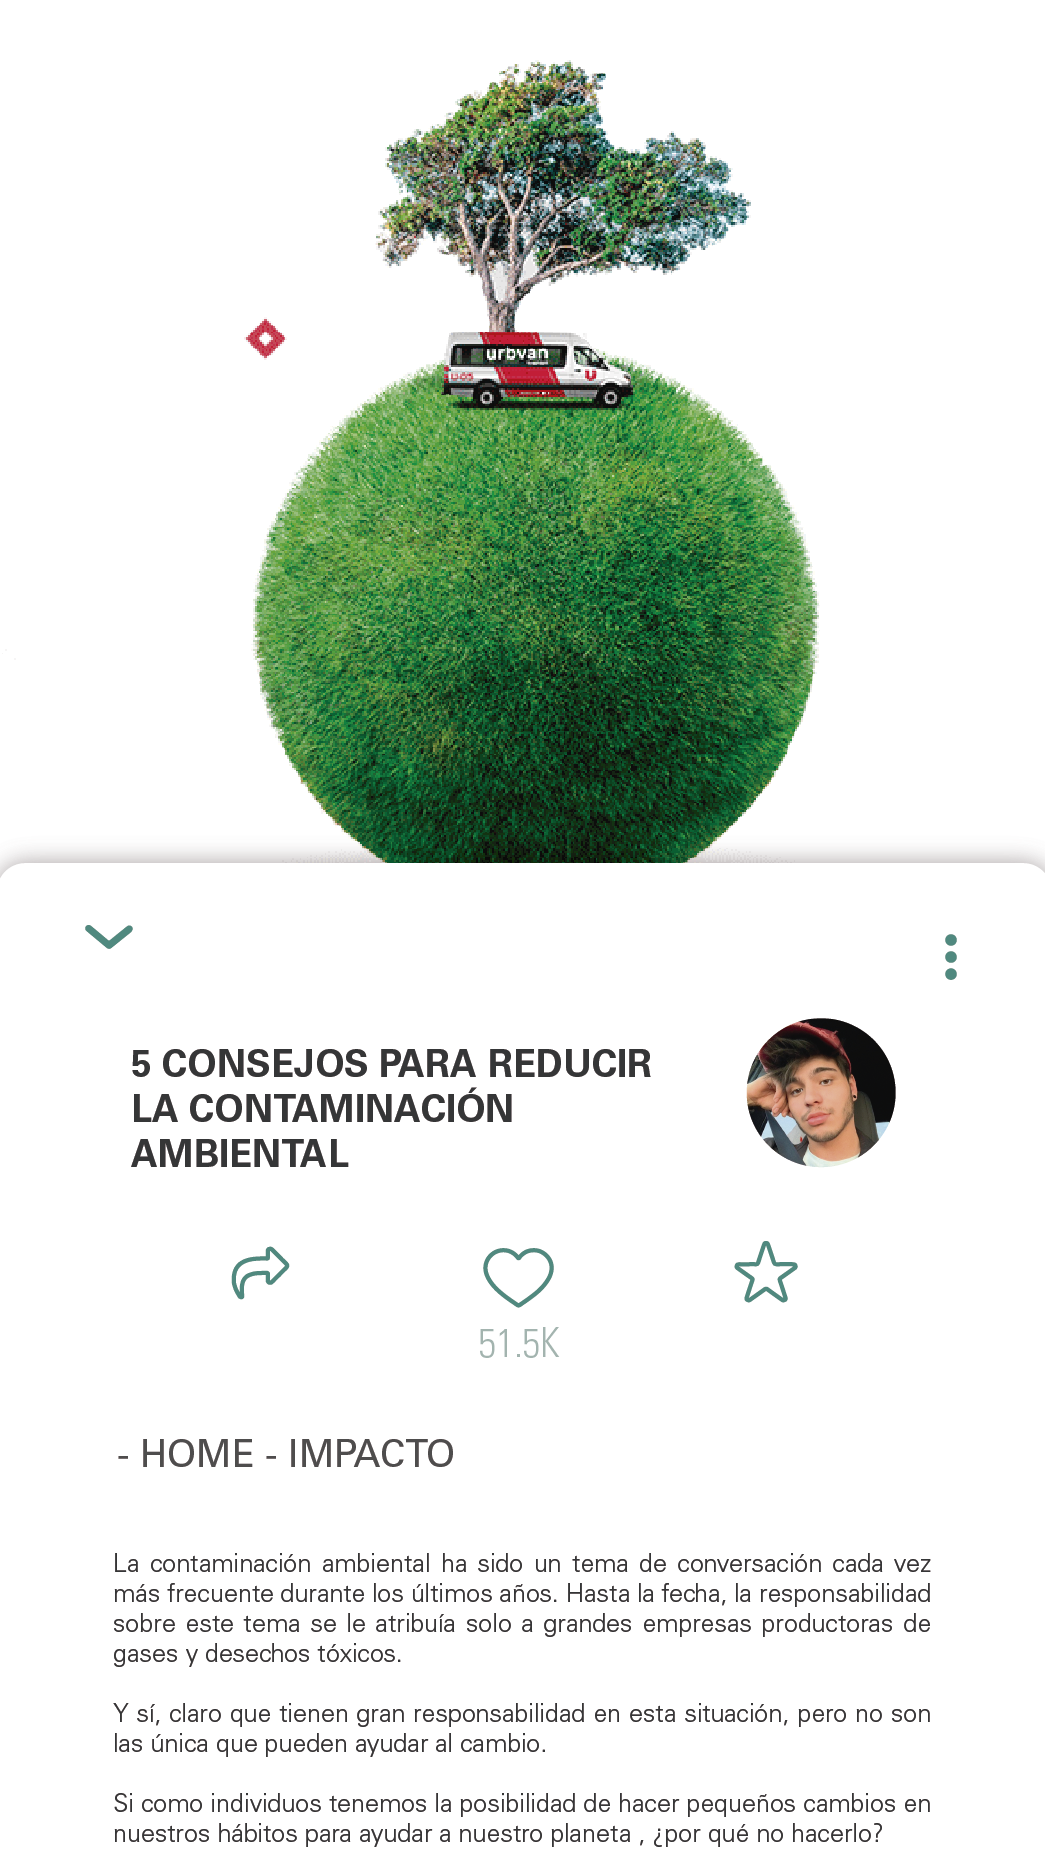 urbvan
U-05
U
5 CONSEJOS PARA REDUCIR
LA CONTAMINACIÓN
AMBIENTAL
51.5K
- HOME - IMPACTO
La contaminación ambiental ha sido un tema de conversación cada vez
más frecuente durante los últimos años. Hasta la fecha, la responsabilidad
sobre este tema se le atribuía solo a grandes empresas productoras de
gases y desechos tóxicos.
Y sí, claro que tienen gran responsabilidad en esta situación, pero no son
las única que pueden ayudar al cambio.
Si como individuos tenemos la posibilidad de hacer pequeños cambios en
nuestros hábitos para ayudar a nuestro planeta , ¿por qué no hacerlo?